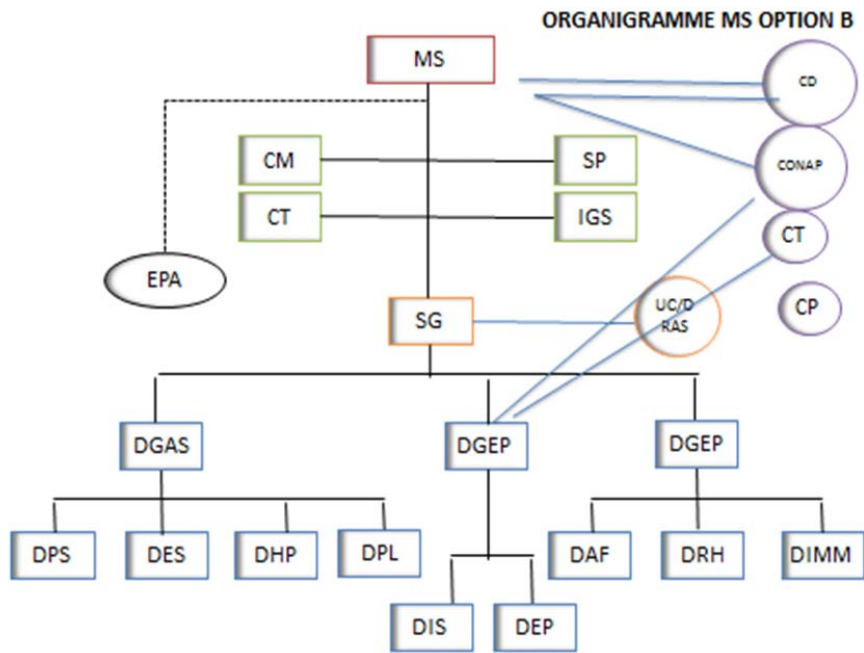 ORGANIGRAMME MS OPTION B
MS
CD
CM
SP
CONAP
CT
IGS
CT
EPA
SG
UC/D
RAS
CP
DGAS
DGEP
DGEP
DPS
DES
DHP
DPL
DAF
DRH
DIMM
DIS
DEP